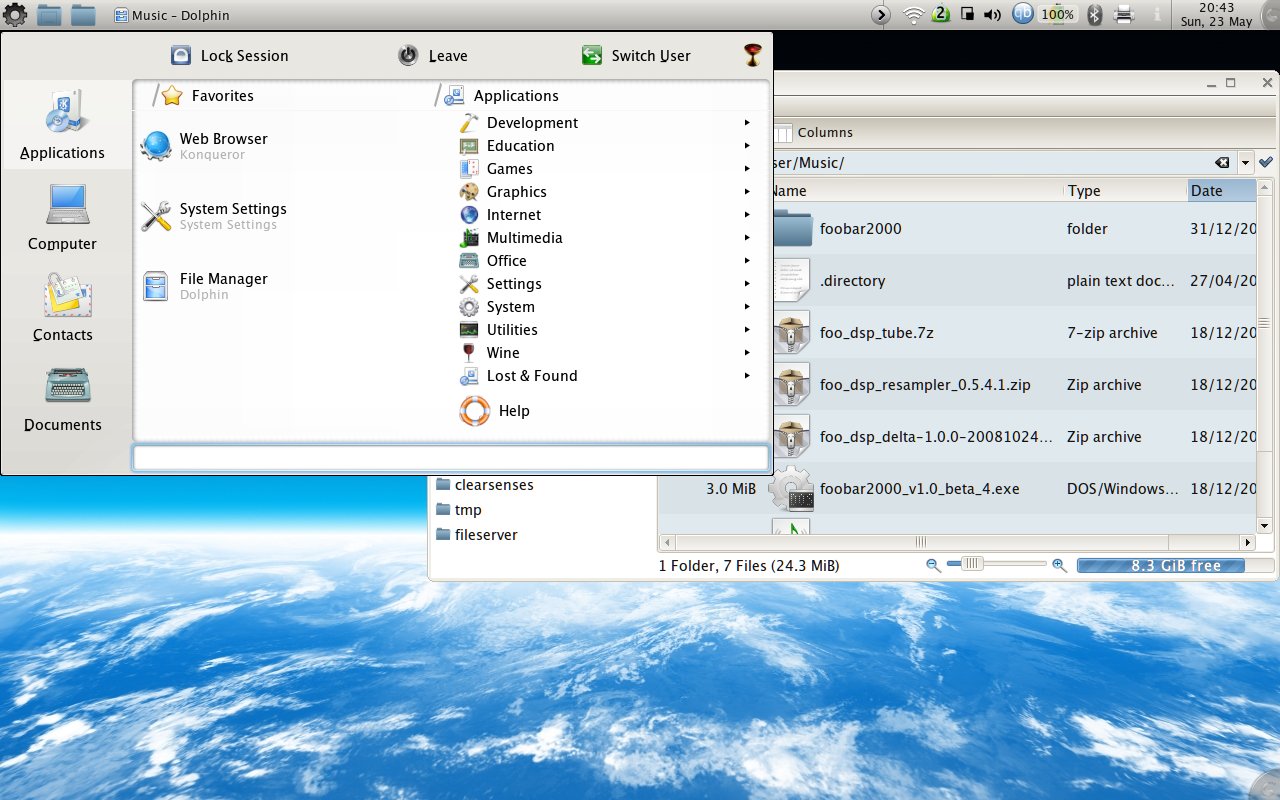 Music – Dolphin
2
qb
100%
20:43
Sun, 23 May
Lock Session
Leave
Switch User
Applications
Computer
Contacts
Documents
Favorites
Web Browser
Konqueror
System Settings
System Settings
File Manager
Dolphin
Applications
Development
Education
Games
Graphics
Internet
Multimedia
Office
Settings
System
Utilities
Wine
Lost & Found
Help
Columns
ser/Music/
Name Type Date
foobar2000 folder 31/12/20
.directory plain text doc... 27/04/20
foo_dsp_tube.7z 7-zip archive 18/12/20
foo_dsp_resampler_0.5.4.1.zip Zip archive 18/12/20
foo_dsp_delta-1.0.0-20081024... Zip archive 18/12/20
3.0 MiB foobar2000_v1.0_beta_4.exe DOS/Windows... 18/12/20
clearsenses
tmp
fileserver
1 Folder, 7 Files (24.3 MiB)
8.3 GiB free